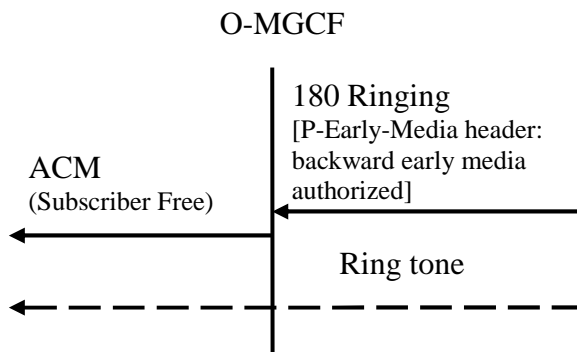 O-MGCF
180 Ringing
[P-Early-Media header:
backward early media
authorized]
ACM
(Subscriber Free)
Ring tone